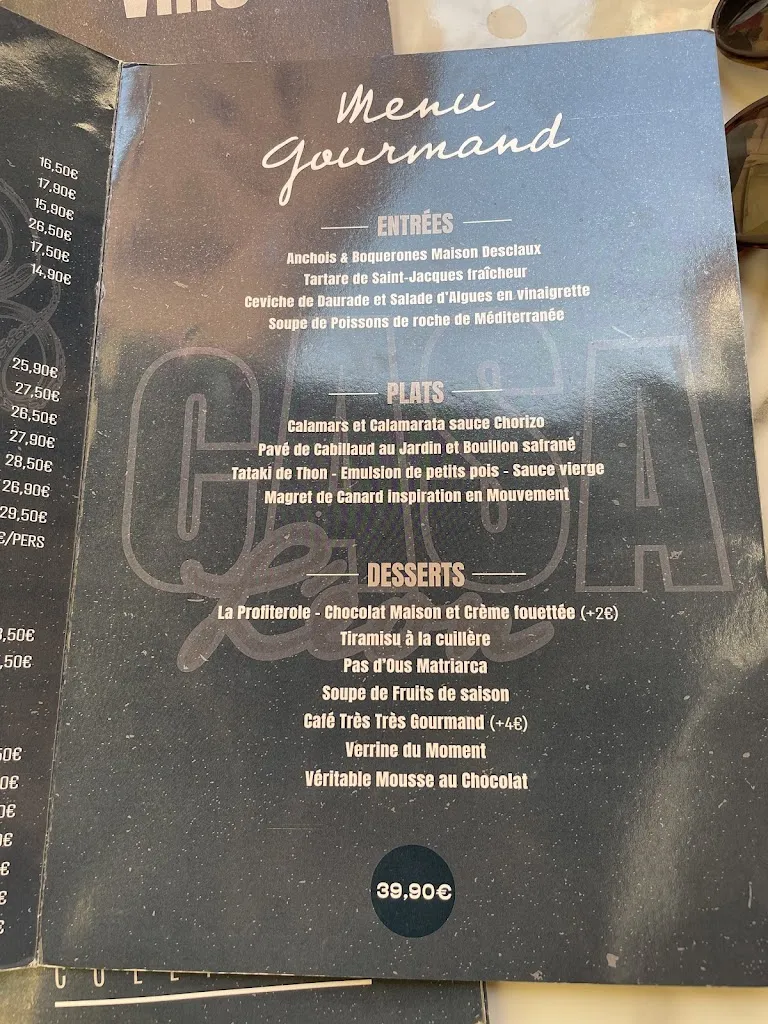 16,50€
17,90€
15,90€
26,50€
17,50€
14,90€
25,90€
27,50€
26,50€
27,90€
28,50€
26,90€
29,50€
€/PERS
,50€
,50€
Menu
Gourmand
ENTRÉES
Anchois & Boquerones Maison Desclaux
Tartare de Saint-Jacques fraîcheur
Ceviche de Daurade et Salade d'Algues en vinaigrette
Soupe de Poissons de roche de Méditerranée
PLATS
Calamars et Calamarata sauce Chorizo
Pavé de Cabillaud au Jardin et Bouillon safrané
Tataki de Thon - Emulsion de petits pois - Sauce vierge
Magret de Canard inspiration en Mouvement
CASA
Léon
DESSERTS
La Profiterole - Chocolat Maison et Crème fouettée (+2€)
Tiramisu à la cuillère
Pas d'Ous Matriarca
Soupe de Fruits de saison
Café Très Très Gourmand (+4€)
Verrine du Moment
Véritable Mousse au Chocolat
39,90€